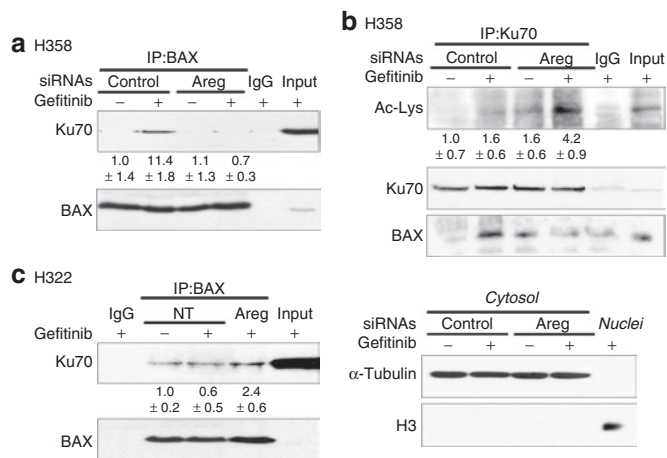 a H358
IP:BAX
siRNAs Control Areg IgG Input
Gefitinib – + – + + +
Ku70
1.0 11.4 1.1 0.7
± 1.4 ± 1.8 ± 1.3 ± 0.3
BAX
b H358
IP:Ku70
siRNAs Control Areg IgG Input
Gefitinib – + – + + +
Ac-Lys
1.0 1.6 1.6 4.2
± 0.7 ± 0.6 ± 0.6 ± 0.9
Ku70
BAX
c H322
IP:BAX
IgG NT Areg Input
Gefitinib + – + + +
Ku70
1.0 0.6 2.4
± 0.2 ± 0.5 ± 0.6
BAX
Cytosol
siRNAs Control Areg Nuclei
Gefitinib – + – + +
α-Tubulin
H3